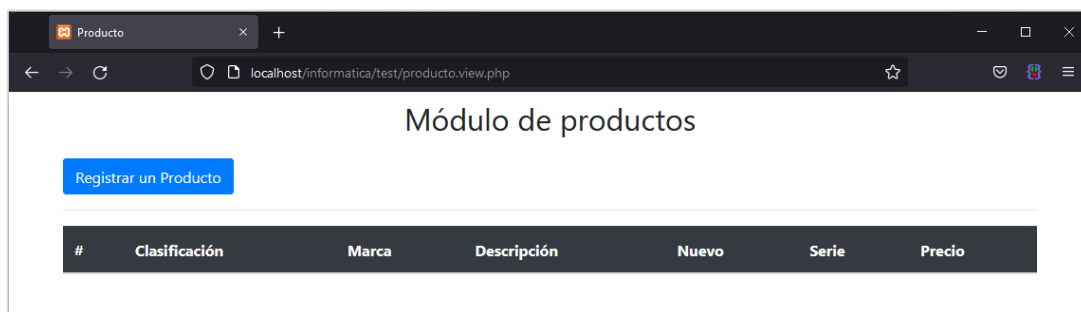 Producto
localhost/informatica/test/producto.view.php
Módulo de productos
Registrar un Producto
# Clasificación Marca Descripción Nuevo Serie Precio